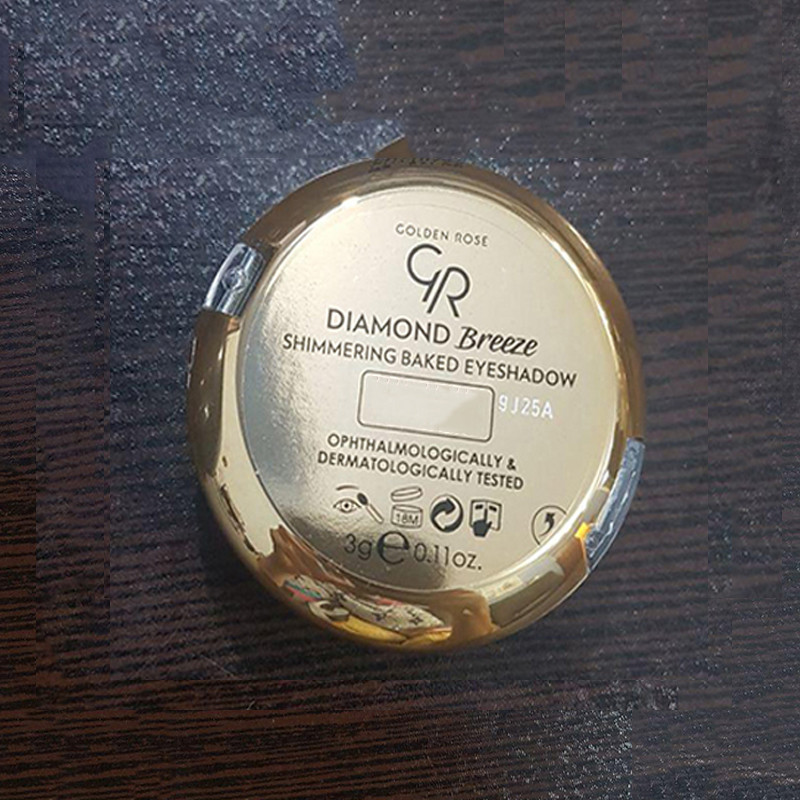 GOLDEN ROSE
GR
DIAMOND Breeze
SHIMMERING BAKED EYESHADOW
9J25A
OPHTHALMOLOGICALLY &
DERMATOLOGICALLY TESTED
18M
3g e 0.11oz.